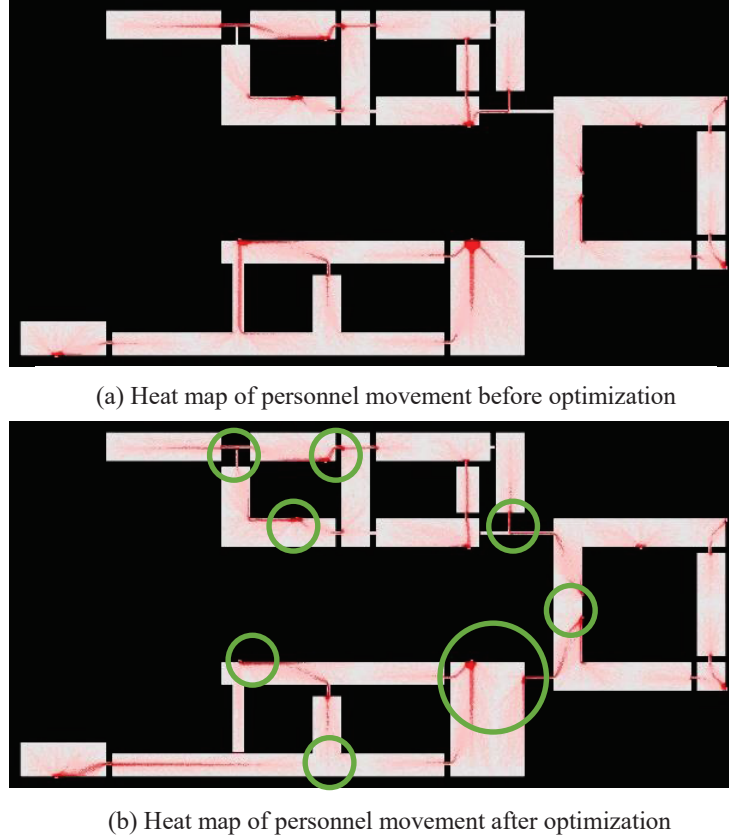 (a) Heat map of personnel movement before optimization
(b) Heat map of personnel movement after optimization